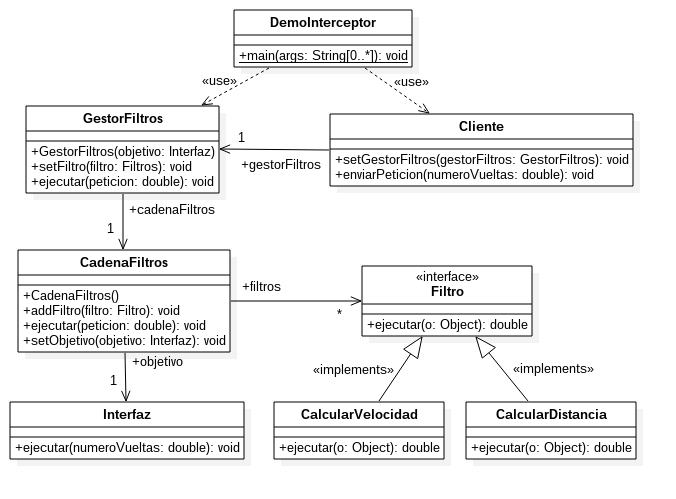 DemoInterceptor
+main(args: String[0..*]): void
«use»
«use»
GestorFiltros
+GestorFiltros(objetivo: Interfaz)
+setFiltro(filtro: Filtros): void
+ejecutar(peticion: double): void
1
+gestorFiltros
Cliente
+setGestorFiltros(gestorFiltros: GestorFiltros): void
+enviarPeticion(numeroVueltas: double): void
+cadenaFiltros
1
CadenaFiltros
+CadenaFiltros()
+addFiltro(filtro: Filtro): void
+ejecutar(peticion: double): void
+setObjetivo(objetivo: Interfaz): void
+filtros
*
«interface»
Filtro
+ejecutar(o: Object): double
+objetivo
1
«implements»
«implements»
Interfaz
+ejecutar(numeroVueltas: double): void
CalcularVelocidad
+ejecutar(o: Object): double
CalcularDistancia
+ejecutar(o: Object): double